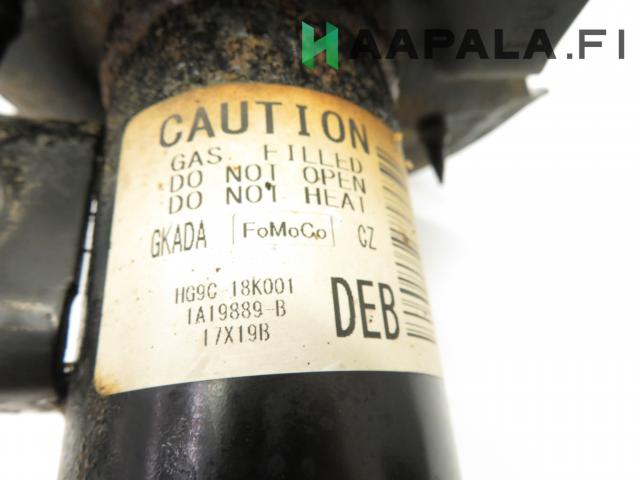 HAAPALA.FI
CAUTION
GAS FILLED
DO NOT OPEN
DO NOT HEAT
GKADA FoMoCo CZ
HG9C-18K001
1A19889-B
17X19B
DEB